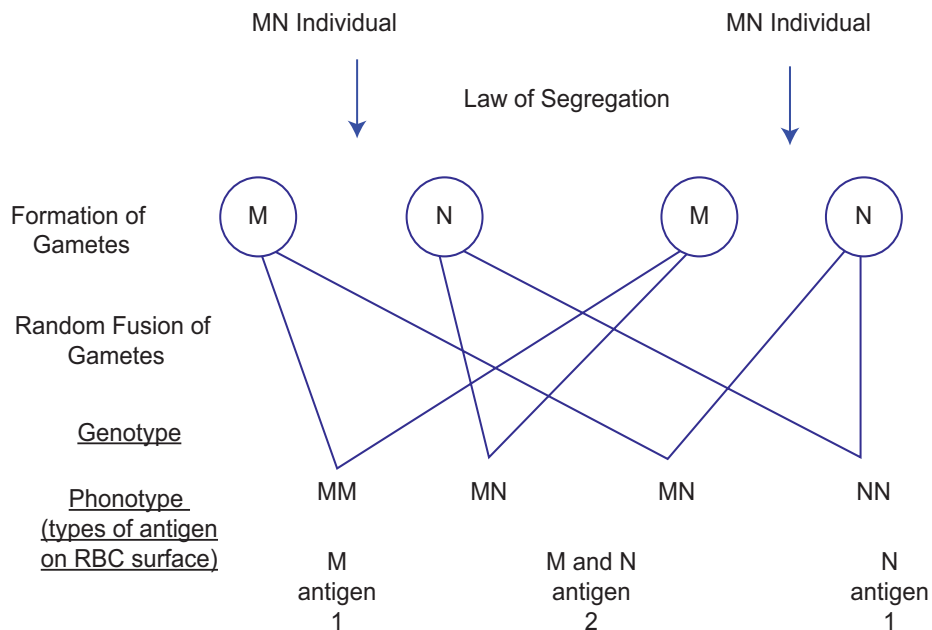 MN Individual MN Individual
Law of Segregation
Formation of
Gametes
M N M N
Random Fusion of
Gametes
Genotype
MM MN MN NN
Phonotype
(types of antigen
on RBC surface)
M M and N N
antigen antigen antigen
1 2 1